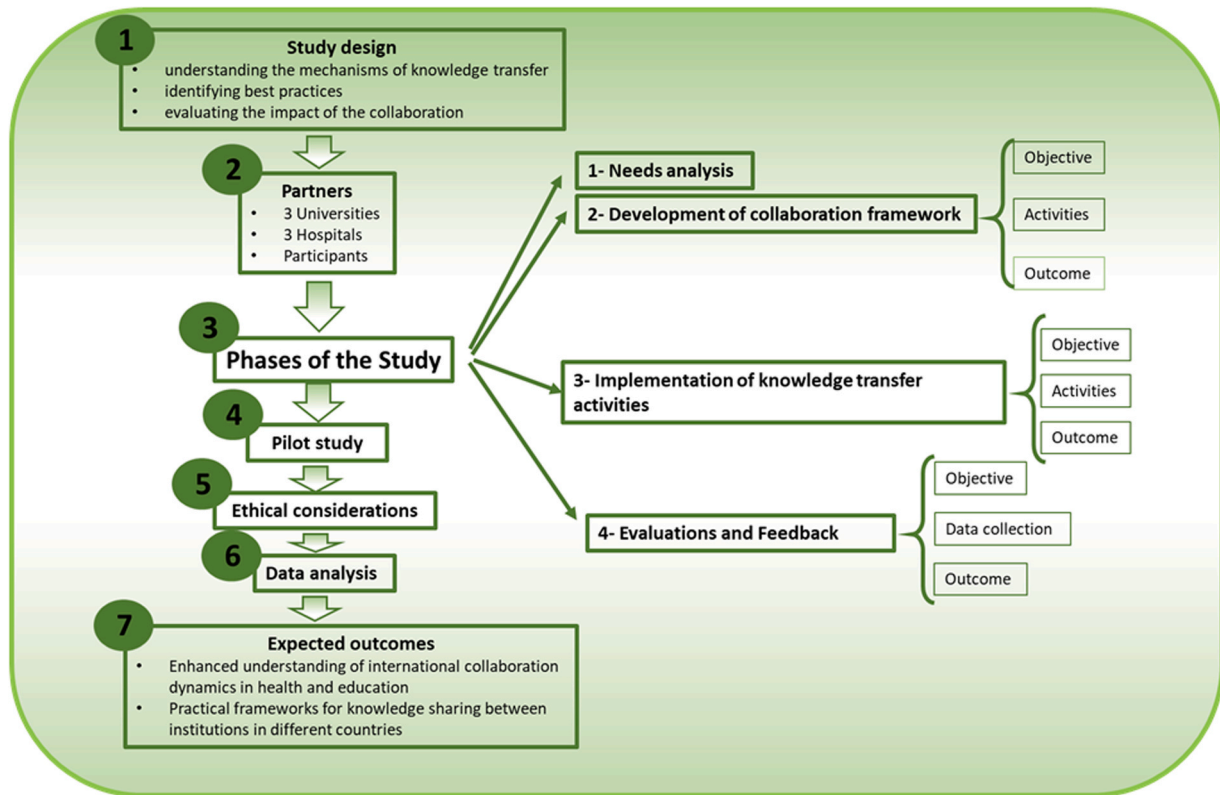 1
Study design
• understanding the mechanisms of knowledge transfer
• identifying best practices
• evaluating the impact of the collaboration
2
Partners
• 3 Universities
• 3 Hospitals
• Participants
3
Phases of the Study
1- Needs analysis
2- Development of collaboration framework
Objective
Activities
Outcome
3- Implementation of knowledge transfer
activities
Objective
Activities
Outcome
4- Evaluations and Feedback
Objective
Data collection
Outcome
4
Pilot study
5
Ethical considerations
6
Data analysis
7
Expected outcomes
• Enhanced understanding of international collaboration
dynamics in health and education
• Practical frameworks for knowledge sharing between
institutions in different countries